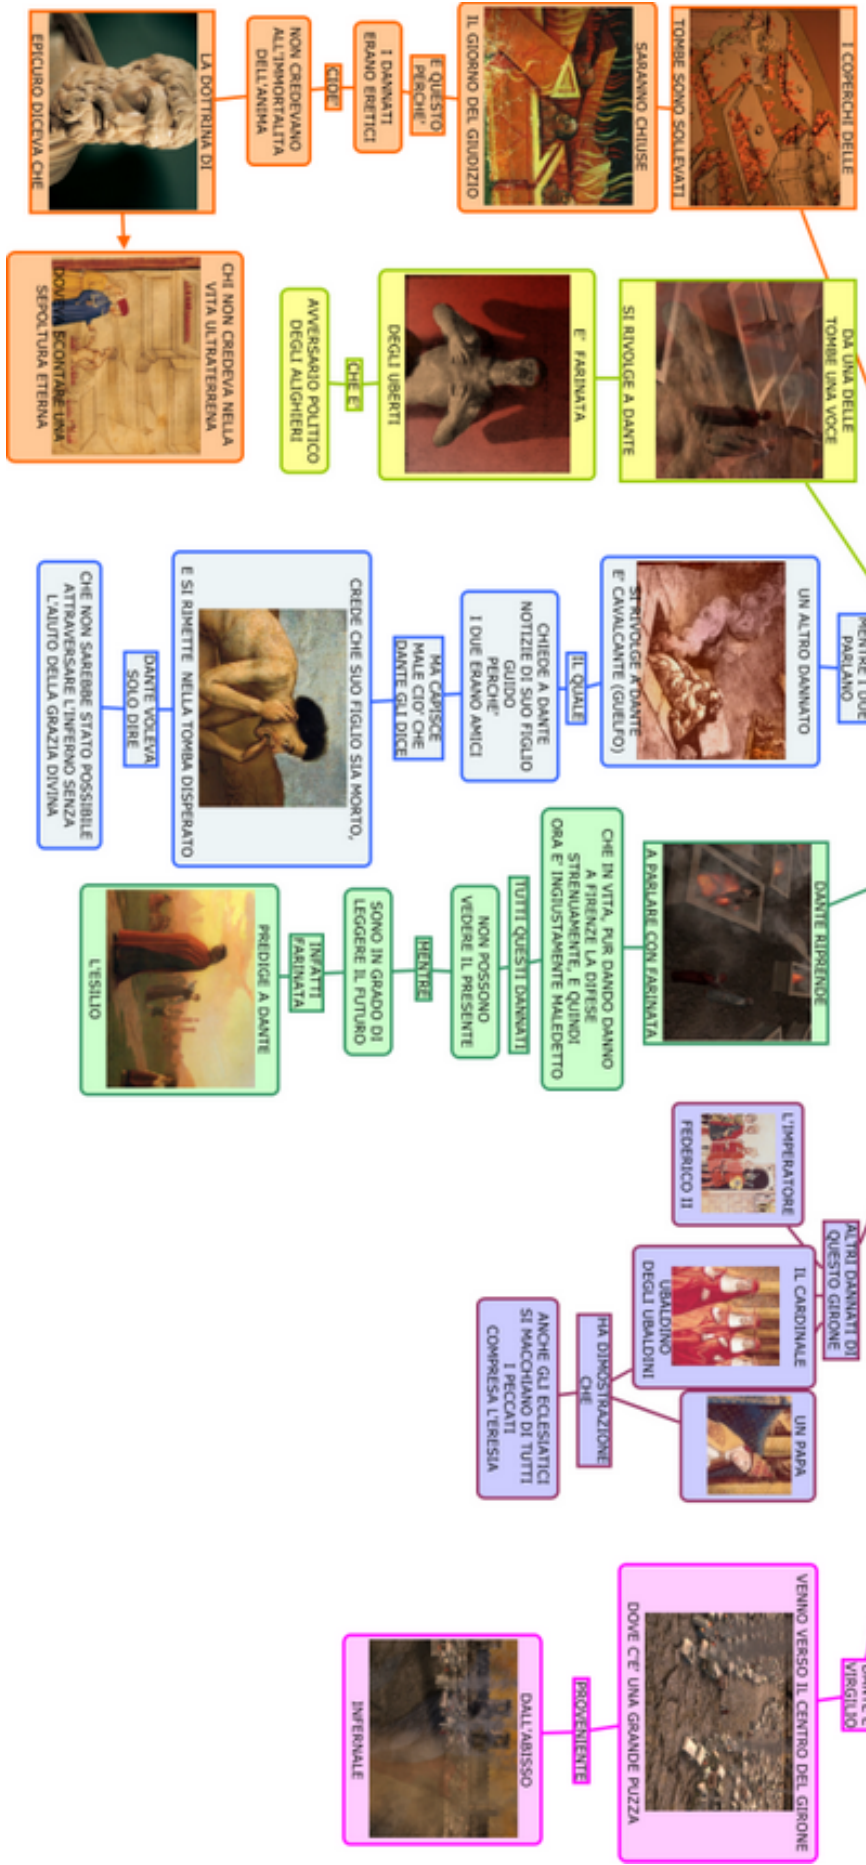 I COPERCHI DELLE
TOMBE SONO SOLLEVATI
SARANNO CHIUSE
IL GIORNO DEL GIUDIZIO
E QUESTO
PERCHE'
I DANNATI
ERANO ERETICI
CIOE'
NON CREDEVANO
ALL'IMMORTALITA
DELL'ANIMA
LA DOTTRINA DI
EPICURO DICEVA CHE
CHI NON CREDEVA NELLA
VITA ULTRATERRENA
DOVEVA SCONTARE UNA
SEPOLTURA ETERNA
DA UNA DELLE
TOMBE UNA VOCE
SI RIVOLGE A DANTE
E' FARINATA
DEGLI UBERTI
CHE E'
AVVERSARIO POLITICO
DEGLI ALIGHIERI
MENTRE I DUE
PARLANO
UN ALTRO DANNATO
SI RIVOLGE A DANTE
E' CAVALCANTE (GUELFO)
IL QUALE
CHIEDE A DANTE
NOTIZIE DI SUO FIGLIO
GUIDO
PERCHE'
I DUE ERANO AMICI
MA CAPISCE
MALE CIO' CHE
DANTE GLI DICE
CREDE CHE SUO FIGLIO SIA MORTO,
E SI RIMETTE NELLA TOMBA DISPERATO
DANTE VOLEVA
SOLO DIRE
CHE NON SAREBBE STATO POSSIBILE
ATTRAVERSARE L'INFERNO SENZA
L'AIUTO DELLA GRAZIA DIVINA
DANTE RIPRENDE
A PARLARE CON FARINATA
CHE IN VITA, PUR DANDO DANNO
A FIRENZE LA DIFESE
STRENUAMENTE, E QUINDI
ORA E' INGIUSTAMENTE MALEDETTO
TUTTI QUESTI DANNATI
NON POSSONO
VEDERE IL PRESENTE
MENTRE
SONO IN GRADO DI
LEGGERE IL FUTURO
INFATTI
FARINATA
PREDIGE A DANTE
L'ESILIO
ALTRI DANNATI DI
QUESTO GIRONE
L'IMPERATORE
FEDERICO II
IL CARDINALE
UBALDINO
DEGLI UBALDINI
UN PAPA
HA DIMOSTRAZIONE
CHE
ANCHE GLI ECLESIATICI
SI MACCHIANO DI TUTTI
I PECCATI
COMPRESA L'ERESIA
DANTE E
VIRGILIO
VENNO VERSO IL CENTRO DEL GIRONE
DOVE C'E' UNA GRANDE PUZZA
PROVENIENTE
DALL'ABISSO
INFERNALE